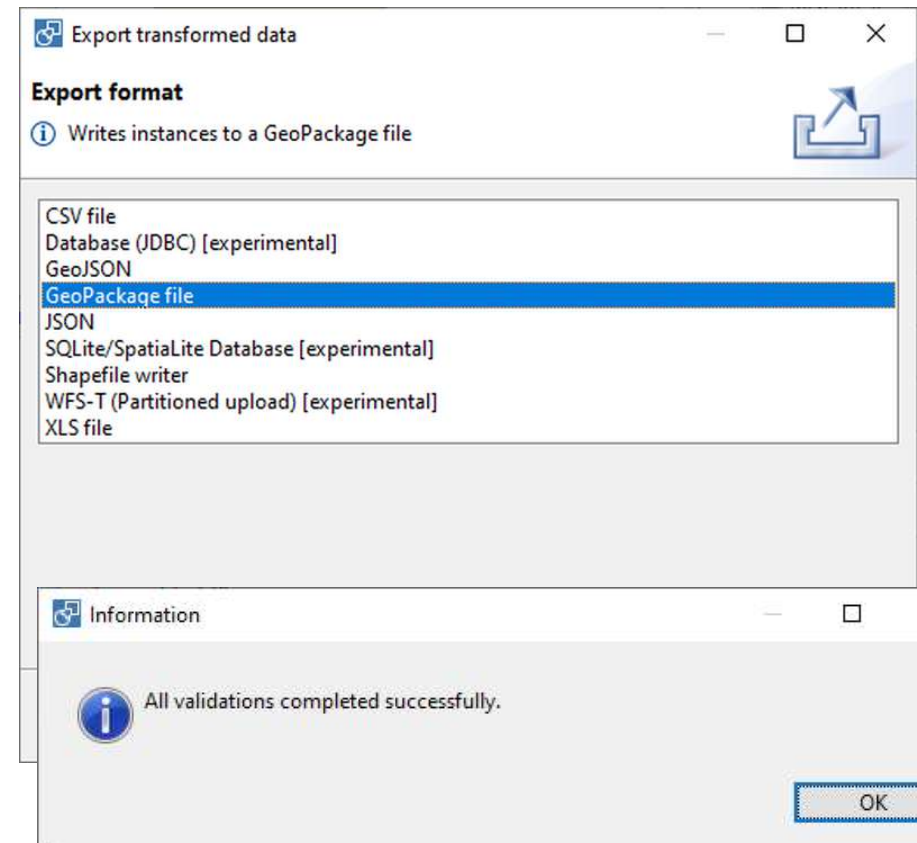 Export transformed data
Export format
Writes instances to a GeoPackage file
CSV file
Database (JDBC) [experimental]
GeoJSON
GeoPackage file
JSON
SQLite/SpatiaLite Database [experimental]
Shapefile writer
WFS-T (Partitioned upload) [experimental]
XLS file
Information
All validations completed successfully.
OK